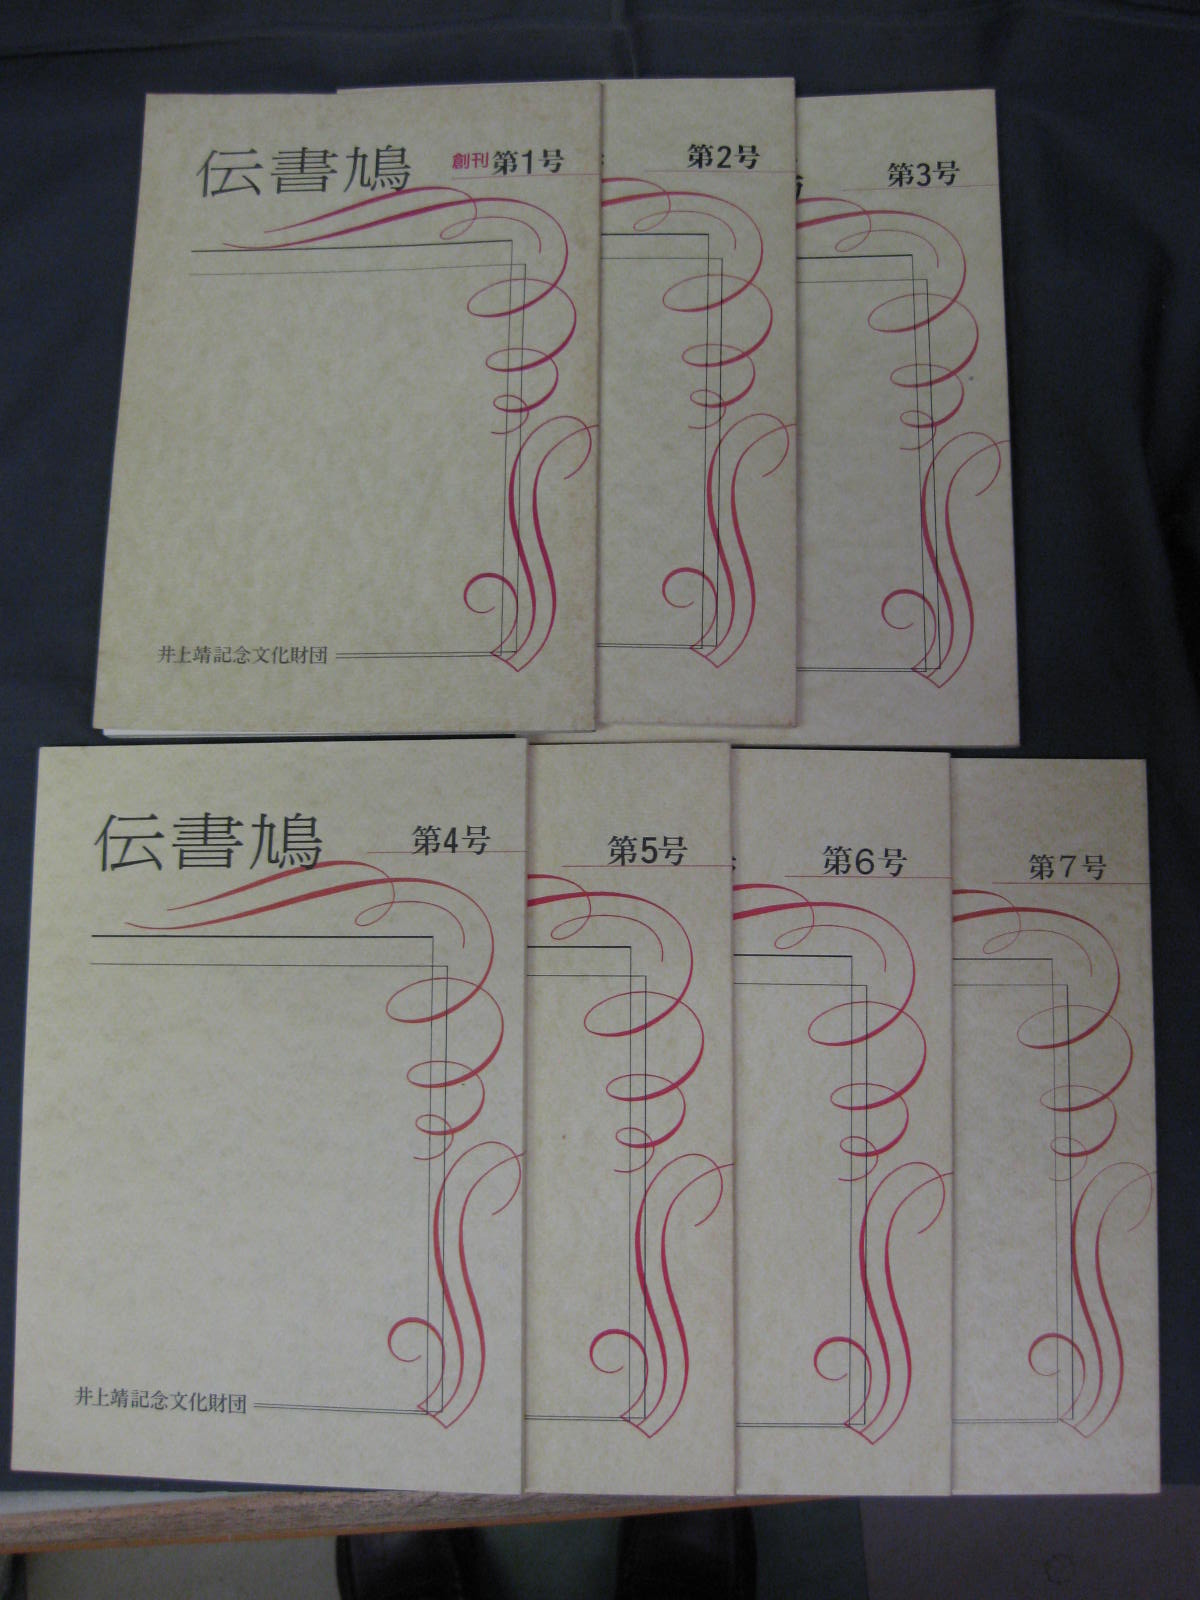 伝書鳩
創刊 第1号
第2号
第3号
井上靖記念文化財団
伝書鳩
第4号
第5号
第6号
第7号
井上靖記念文化財団